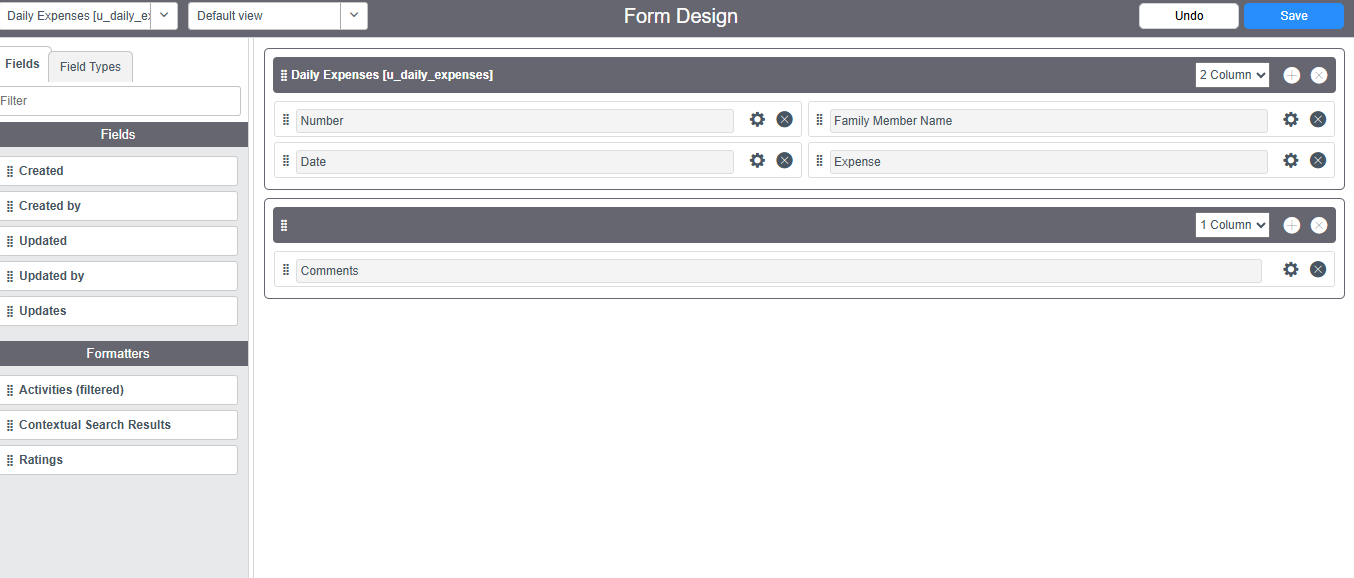 Daily Expenses [u_daily_ex
Default view
Form Design
Undo
Save
Fields
Field Types
Filter
Fields
Created
Created by
Updated
Updated by
Updates
Formatters
Activities (filtered)
Contextual Search Results
Ratings
Daily Expenses [u_daily_expenses]
2 Column
Number
Family Member Name
Date
Expense
1 Column
Comments